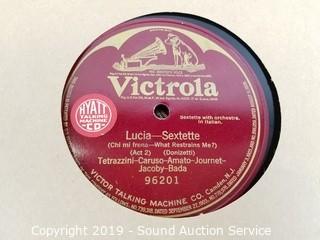 "HIS MASTER'S VOICE"
Victrola
HYATT
TALKING
MACHINE
CO
Sextette with orchestra,
in Italian.
Lucia—Sextette
(Chi mi freno—What Restrains Me?)
(Act 2) (Donizetti)
Tetrazzini-Caruso-Amato-Journet-
Jacoby-Bada
96201
VICTOR TALKING MACHINE CO. Camden, N.J.
Copyright 2019 - Sound Auction Service